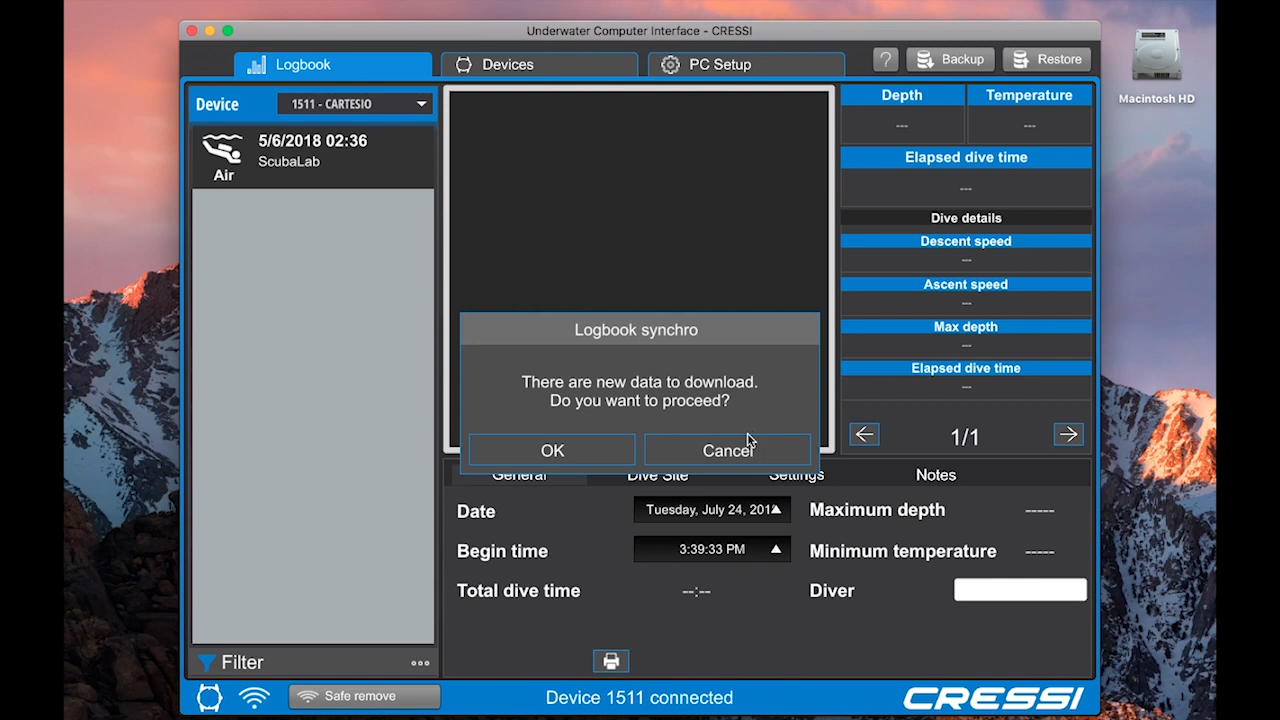 Underwater Computer Interface - CRESSI
Logbook
Devices
PC Setup
?
Backup
Restore
Macintosh HD
Device
1511 - CARTESIO
5/6/2018 02:36
ScubaLab
Air
Depth
Temperature
---
---
Elapsed dive time
---
Dive details
Descent speed
---
Ascent speed
---
Max depth
---
Elapsed dive time
---
1/1
Logbook synchro
There are new data to download.
Do you want to proceed?
OK
Cancel
General
Dive Site
Settings
Notes
Date
Tuesday, July 24, 201
Maximum depth
-----
Begin time
3:39:33 PM
Minimum temperature
-----
Total dive time
--:--
Diver
Filter
Safe remove
Device 1511 connected
CRESSI